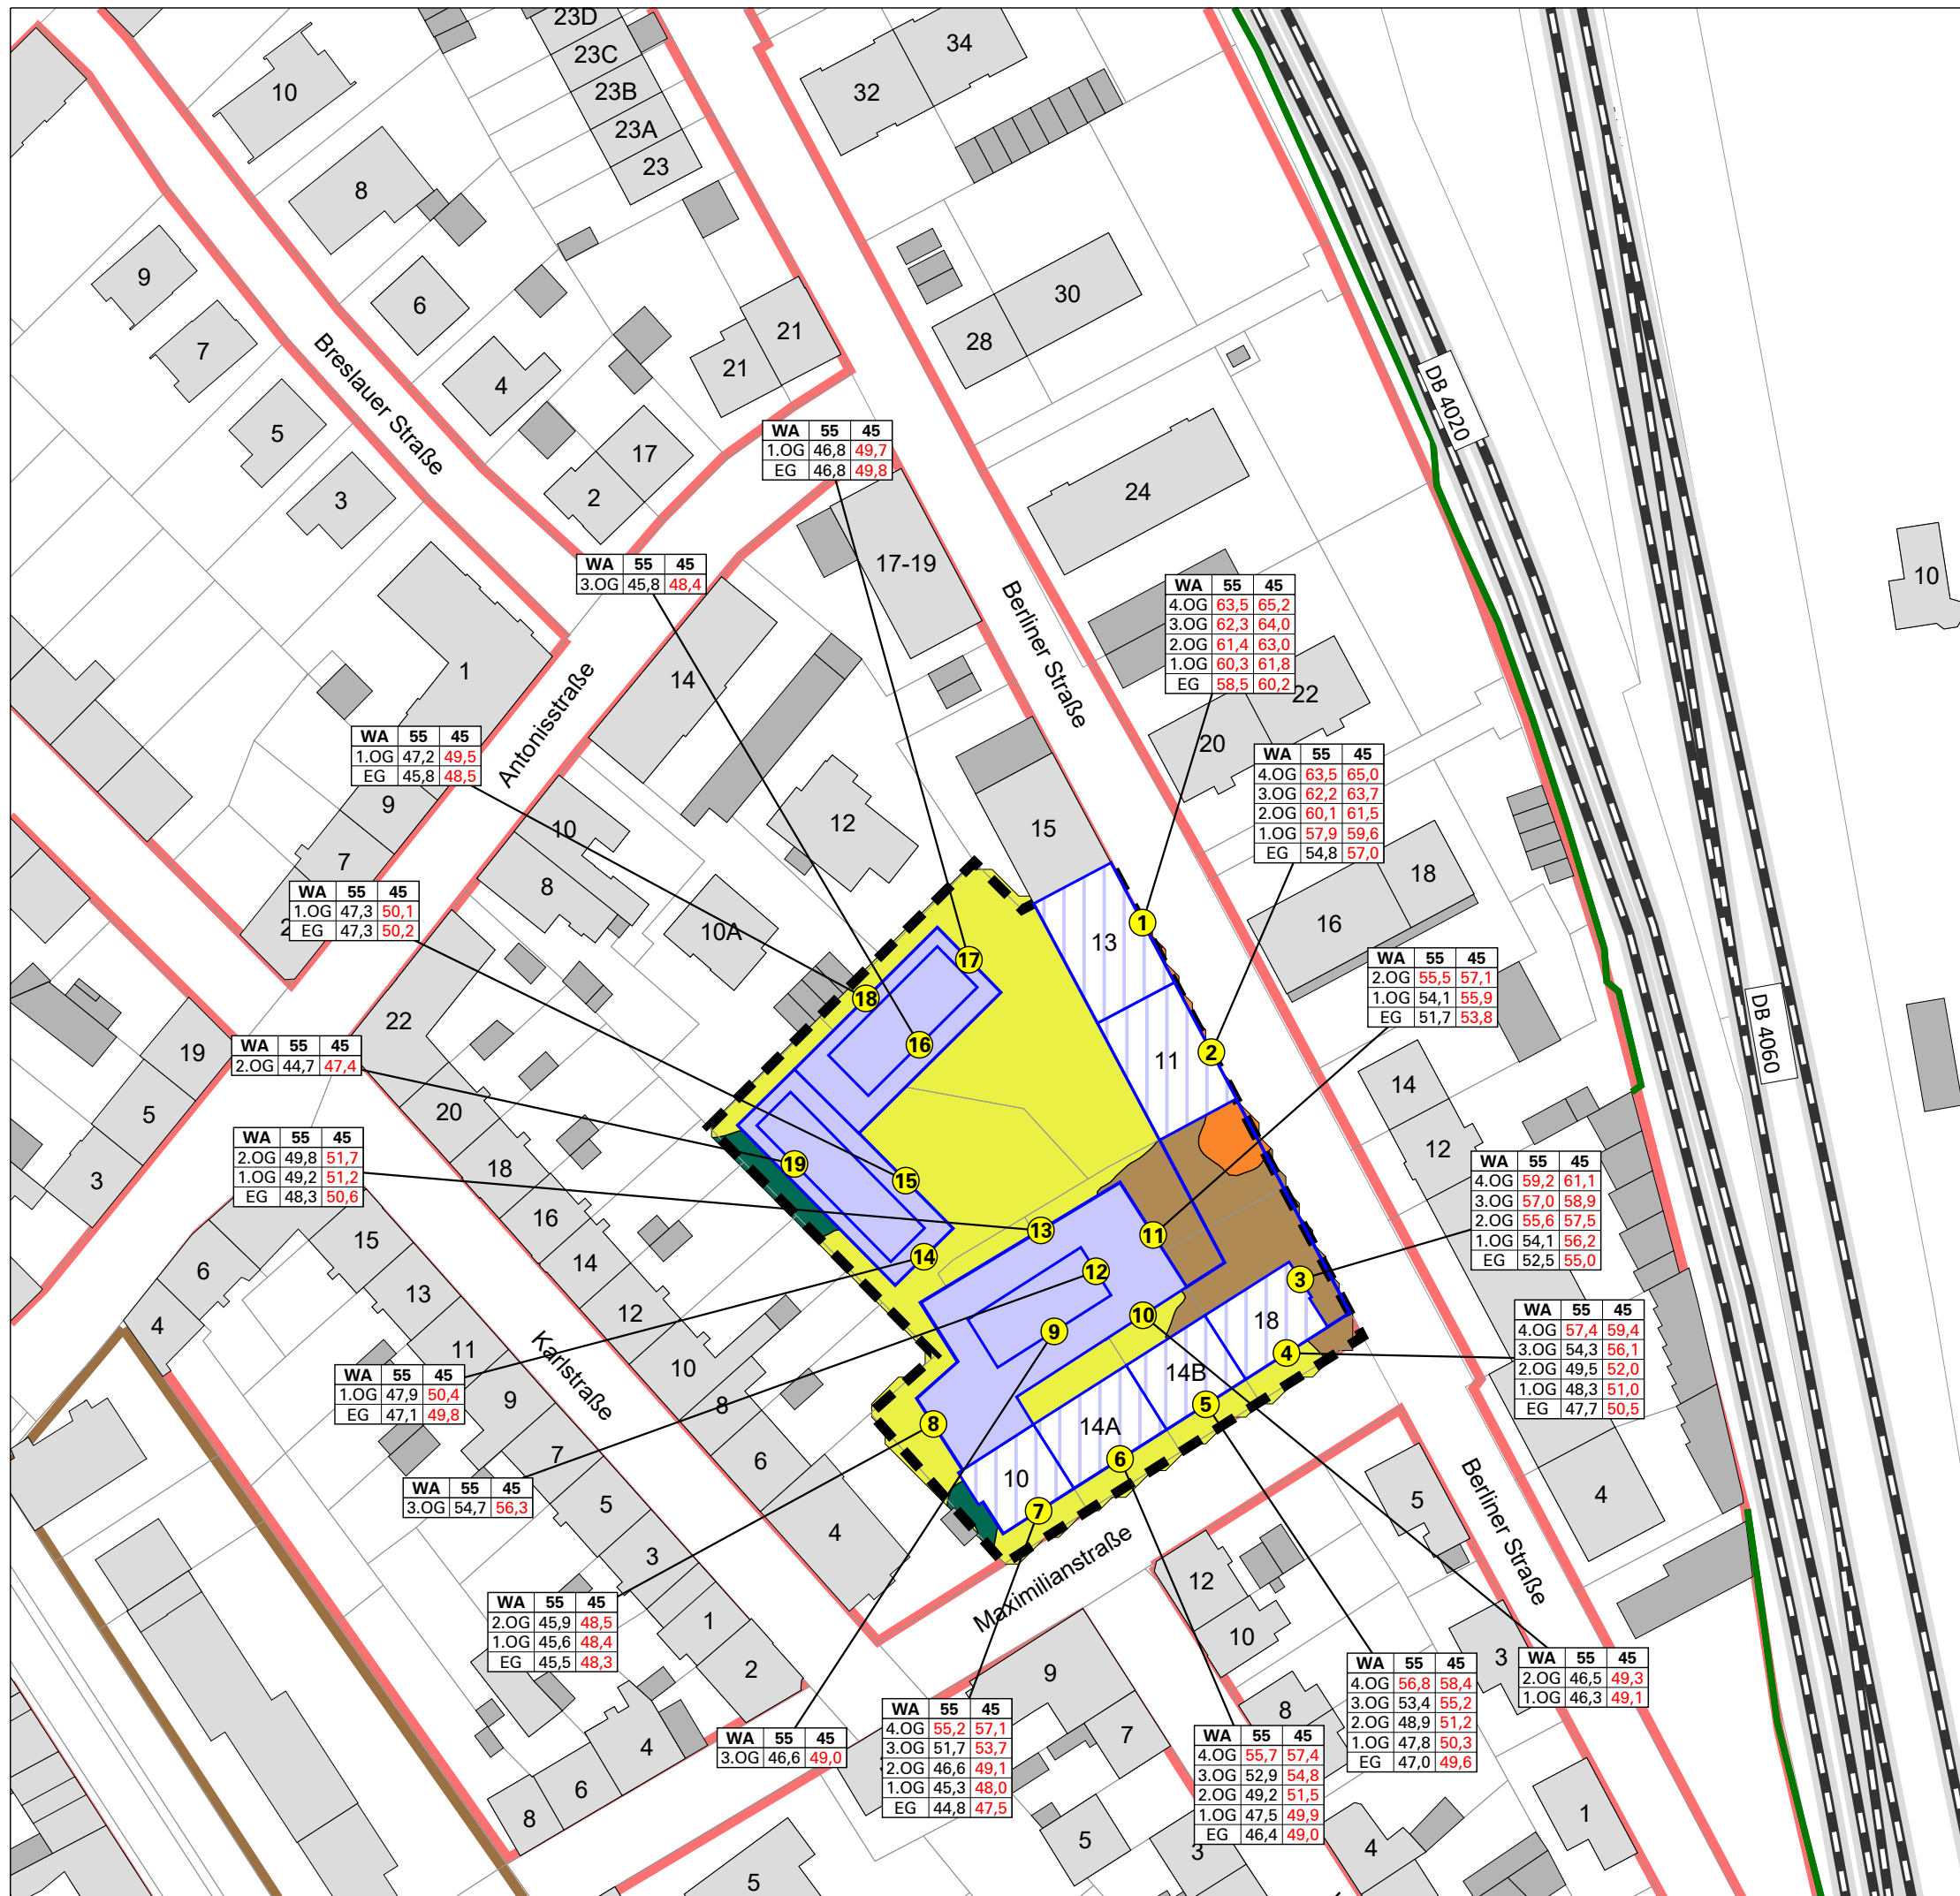 23D
23C
23B
23A
23
34
32
10
8
9
6
7
4
5
3
17
2
21
21
28
30
Breslauer Straße
DB 4020
24
17-19
Berliner Straße
10
1
14
Antonisstraße
22
20
9
7
10
8
12
15
10A
18
16
13
11
WA 55 45
1.OG 46,8 49,7
EG 46,8 49,8
WA 55 45
3.OG 45,8 48,4
WA 55 45
4.OG 63,5 65,2
3.OG 62,3 64,0
2.OG 61,4 63,0
1.OG 60,3 61,8
EG 58,5 60,2
WA 55 45
1.OG 47,2 49,5
EG 45,8 48,5
WA 55 45
4.OG 63,5 65,0
3.OG 62,2 63,7
2.OG 60,1 61,5
1.OG 57,9 59,6
EG 54,8 57,0
WA 55 45
1.OG 47,3 50,1
EG 47,3 50,2
WA 55 45
2.OG 55,5 57,1
1.OG 54,1 55,9
EG 51,7 53,8
WA 55 45
2.OG 44,7 47,4
WA 55 45
2.OG 49,8 51,7
1.OG 49,2 51,2
EG 48,3 50,6
WA 55 45
4.OG 59,2 61,1
3.OG 57,0 58,9
2.OG 55,6 57,5
1.OG 54,1 56,2
EG 52,5 55,0
WA 55 45
4.OG 57,4 59,4
3.OG 54,3 56,1
2.OG 49,5 52,0
1.OG 48,3 51,0
EG 47,7 50,5
WA 55 45
1.OG 47,9 50,4
EG 47,1 49,8
WA 55 45
3.OG 54,7 56,3
WA 55 45
2.OG 45,9 48,5
1.OG 45,6 48,4
EG 45,5 48,3
WA 55 45
3.OG 46,6 49,0
WA 55 45
4.OG 55,2 57,1
3.OG 51,7 53,7
2.OG 46,6 49,1
1.OG 45,3 48,0
EG 44,8 47,5
WA 55 45
4.OG 55,7 57,4
3.OG 52,9 54,8
2.OG 49,2 51,5
1.OG 47,5 49,9
EG 46,4 49,0
WA 55 45
4.OG 56,8 58,4
3.OG 53,4 55,2
2.OG 48,9 51,2
1.OG 47,8 50,3
EG 47,0 49,6
WA 55 45
2.OG 46,5 49,3
1.OG 46,3 49,1
1
2
3
4
5
6
7
8
9
10
11
12
13
14
15
16
17
18
19
DB 4060
22
19
5
3
20
18
16
14
12
10
8
6
4
6
4
15
13
11
9
7
5
3
1
2
Karlstraße
14
12
18
14B
14A
10
Maximilianstraße
Berliner Straße
5
4
12
10
8
9
7
3
1
4
6
8
5
5
3
4